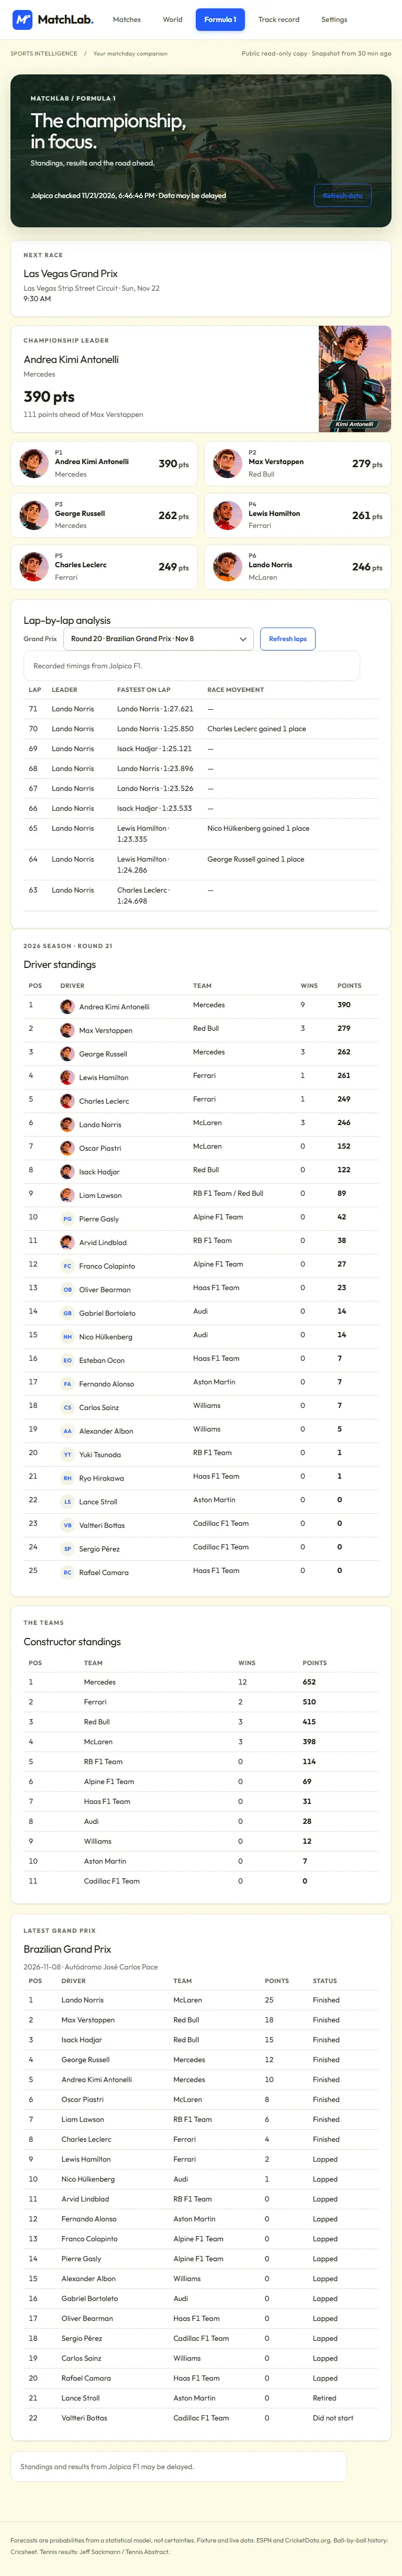 MatchLab.
Matches World Formula 1 Track record Settings
SPORTS INTELLIGENCE / Your matchday companion
Public read-only copy · Snapshot from 30 min ago
MATCHLAB / FORMULA 1
The championship,
in focus.
Standings, results and the road ahead.
Jolpica checked 11/21/2026, 6:46:46 PM · Data may be delayed
Refresh data
NEXT RACE
Las Vegas Grand Prix
Las Vegas Strip Street Circuit · Sun, Nov 22
9:30 AM
CHAMPIONSHIP LEADER
Andrea Kimi Antonelli
Mercedes
390 pts
111 points ahead of Max Verstappen
Kimi Antonelli
P1
Andrea Kimi Antonelli
Mercedes
390 pts
P2
Max Verstappen
Red Bull
279 pts
P3
George Russell
Mercedes
262 pts
P4
Lewis Hamilton
Ferrari
261 pts
P5
Charles Leclerc
Ferrari
249 pts
P6
Lando Norris
McLaren
246 pts
Lap-by-lap analysis
Grand Prix Round 20 · Brazilian Grand Prix · Nov 8 Refresh laps
Recorded timings from Jolpica F1.
LAP LEADER FASTEST ON LAP RACE MOVEMENT
71 Lando Norris Lando Norris · 1:27.621 —
70 Lando Norris Lando Norris · 1:25.850 Charles Leclerc gained 1 place
69 Lando Norris Isack Hadjar · 1:25.121 —
68 Lando Norris Lando Norris · 1:23.896 —
67 Lando Norris Lando Norris · 1:23.526 —
66 Lando Norris Isack Hadjar · 1:23.533 —
65 Lando Norris Lewis Hamilton · Nico Hülkenberg gained 1 place
1:23.335
64 Lando Norris Lewis Hamilton · George Russell gained 1 place
1:24.286
63 Lando Norris Charles Leclerc · —
1:24.698
2026 SEASON · ROUND 21
Driver standings
POS DRIVER TEAM WINS POINTS
1 Andrea Kimi Antonelli Mercedes 9 390
2 Max Verstappen Red Bull 3 279
3 George Russell Mercedes 3 262
4 Lewis Hamilton Ferrari 1 261
5 Charles Leclerc Ferrari 1 249
6 Lando Norris McLaren 3 246
7 Oscar Piastri McLaren 0 152
8 Isack Hadjar Red Bull 0 122
9 Liam Lawson RB F1 Team / Red Bull 0 89
10 PG Pierre Gasly Alpine F1 Team 0 42
11 Arvid Lindblad RB F1 Team 0 38
12 FC Franco Colapinto Alpine F1 Team 0 27
13 OB Oliver Bearman Haas F1 Team 0 23
14 GB Gabriel Bortoleto Audi 0 14
15 NH Nico Hülkenberg Audi 0 14
16 EO Esteban Ocon Haas F1 Team 0 7
17 FA Fernando Alonso Aston Martin 0 7
18 CS Carlos Sainz Williams 0 7
19 AA Alexander Albon Williams 0 5
20 YT Yuki Tsunoda RB F1 Team 0 1
21 RH Ryo Hirakawa Haas F1 Team 0 1
22 LS Lance Stroll Aston Martin 0 0
23 VB Valtteri Bottas Cadillac F1 Team 0 0
24 SP Sergio Pérez Cadillac F1 Team 0 0
25 RC Rafael Camara Haas F1 Team 0 0
THE TEAMS
Constructor standings
POS TEAM WINS POINTS
1 Mercedes 12 652
2 Ferrari 2 510
3 Red Bull 3 415
4 McLaren 3 398
5 RB F1 Team 0 114
6 Alpine F1 Team 0 69
7 Haas F1 Team 0 31
8 Audi 0 28
9 Williams 0 12
10 Aston Martin 0 7
11 Cadillac F1 Team 0 0
LATEST GRAND PRIX
Brazilian Grand Prix
2026-11-08 · Autódromo José Carlos Pace
POS DRIVER TEAM POINTS STATUS
1 Lando Norris McLaren 25 Finished
2 Max Verstappen Red Bull 18 Finished
3 Isack Hadjar Red Bull 15 Finished
4 George Russell Mercedes 12 Finished
5 Andrea Kimi Antonelli Mercedes 10 Finished
6 Oscar Piastri McLaren 8 Finished
7 Liam Lawson RB F1 Team 6 Finished
8 Charles Leclerc Ferrari 4 Finished
9 Lewis Hamilton Ferrari 2 Lapped
10 Nico Hülkenberg Audi 1 Lapped
11 Arvid Lindblad RB F1 Team 0 Lapped
12 Fernando Alonso Aston Martin 0 Lapped
13 Franco Colapinto Alpine F1 Team 0 Lapped
14 Pierre Gasly Alpine F1 Team 0 Lapped
15 Alexander Albon Williams 0 Lapped
16 Gabriel Bortoleto Audi 0 Lapped
17 Oliver Bearman Haas F1 Team 0 Lapped
18 Sergio Pérez Cadillac F1 Team 0 Lapped
19 Carlos Sainz Williams 0 Lapped
20 Rafael Camara Haas F1 Team 0 Lapped
21 Lance Stroll Aston Martin 0 Retired
22 Valtteri Bottas Cadillac F1 Team 0 Did not start
Standings and results from Jolpica F1 may be delayed.
Forecasts are probabilities from a statistical model, not certainties. Fixture and live data: ESPN and CricketData.org. Ball-by-ball history:
Cricsheet. Tennis results: Jeff Sackmann / Tennis Abstract.